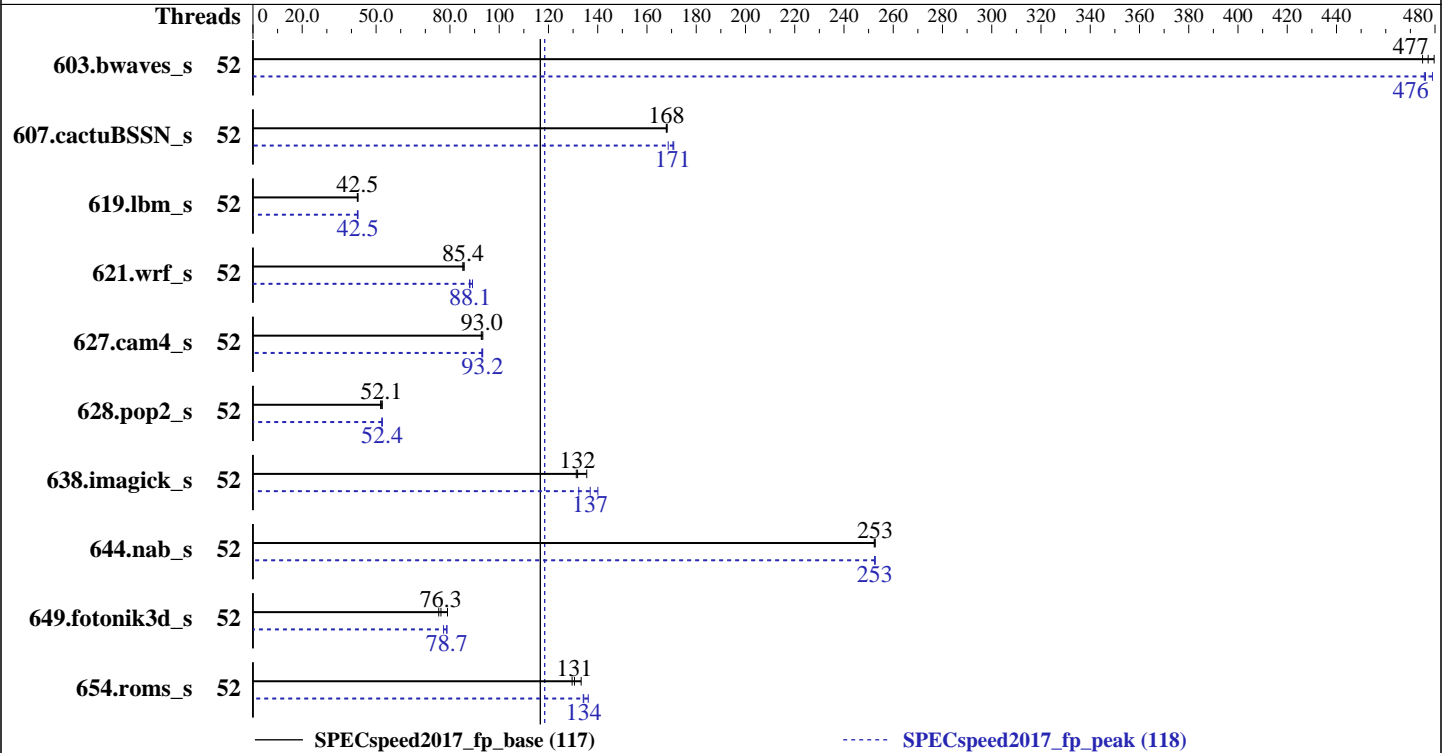 Threads 0 20.0 50.0 80.0 100 120 140 160 180 200 220 240 260 280 300 320 340 360 380 400 420 440 480
477
603.bwaves_s 52
476
168
607.cactuBSSN_s 52
171
42.5
619.lbm_s 52
42.5
85.4
621.wrf_s 52
88.1
93.0
627.cam4_s 52
93.2
52.1
628.pop2_s 52
52.4
132
638.imagick_s 52
137
253
644.nab_s 52
253
76.3
649.fotonik3d_s 52
78.7
131
654.roms_s 52
134
SPECspeed2017_fp_base (117) SPECspeed2017_fp_peak (118)